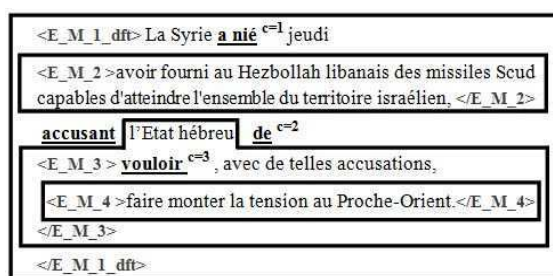 <E_M_1_dft> La Syrie a nié c=1 jeudi
<E_M_2 >avoir fourni au Hezbollah libanais des missiles Scud
capables d'atteindre l'ensemble du territoire israélien, </E_M_2>
accusant l'Etat hébreu de c=2
<E_M_3 > vouloir c=3 , avec de telles accusations,
<E_M_4 >faire monter la tension au Proche-Orient.</E_M_4>
</E_M_3>
</E_M_1_dft>